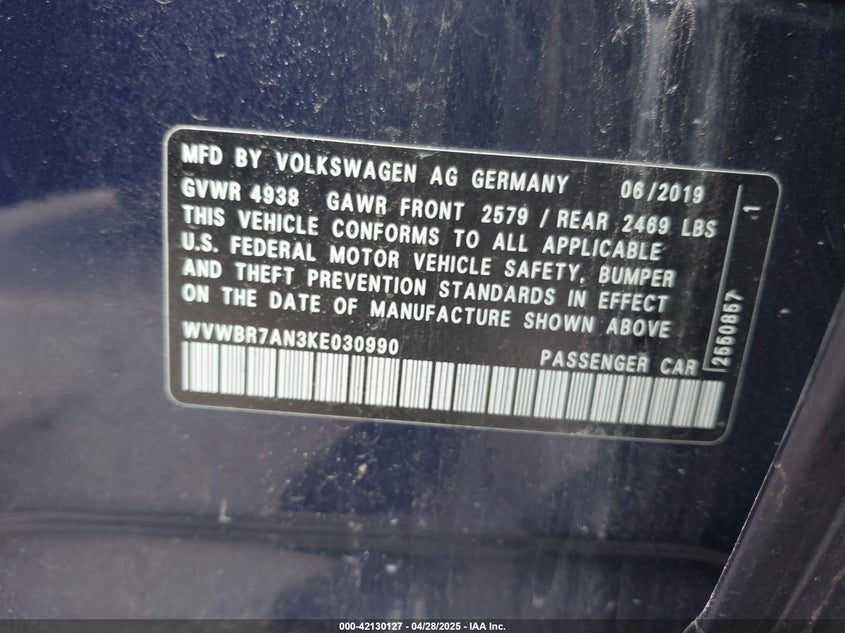 MFD BY VOLKSWAGEN AG GERMANY 06/2019
GVWR 4938 GAWR FRONT 2579 / REAR 2469 LBS
THIS VEHICLE CONFORMS TO ALL APPLICABLE
U.S. FEDERAL MOTOR VEHICLE SAFETY, BUMPER
AND THEFT PREVENTION STANDARDS IN EFFECT
ON THE DATE OF MANUFACTURE SHOWN ABOVE
WVWBR7AN3KE030990
PASSENGER CAR
2660867 1
000-42130127 - 04/28/2025 - IAA Inc.